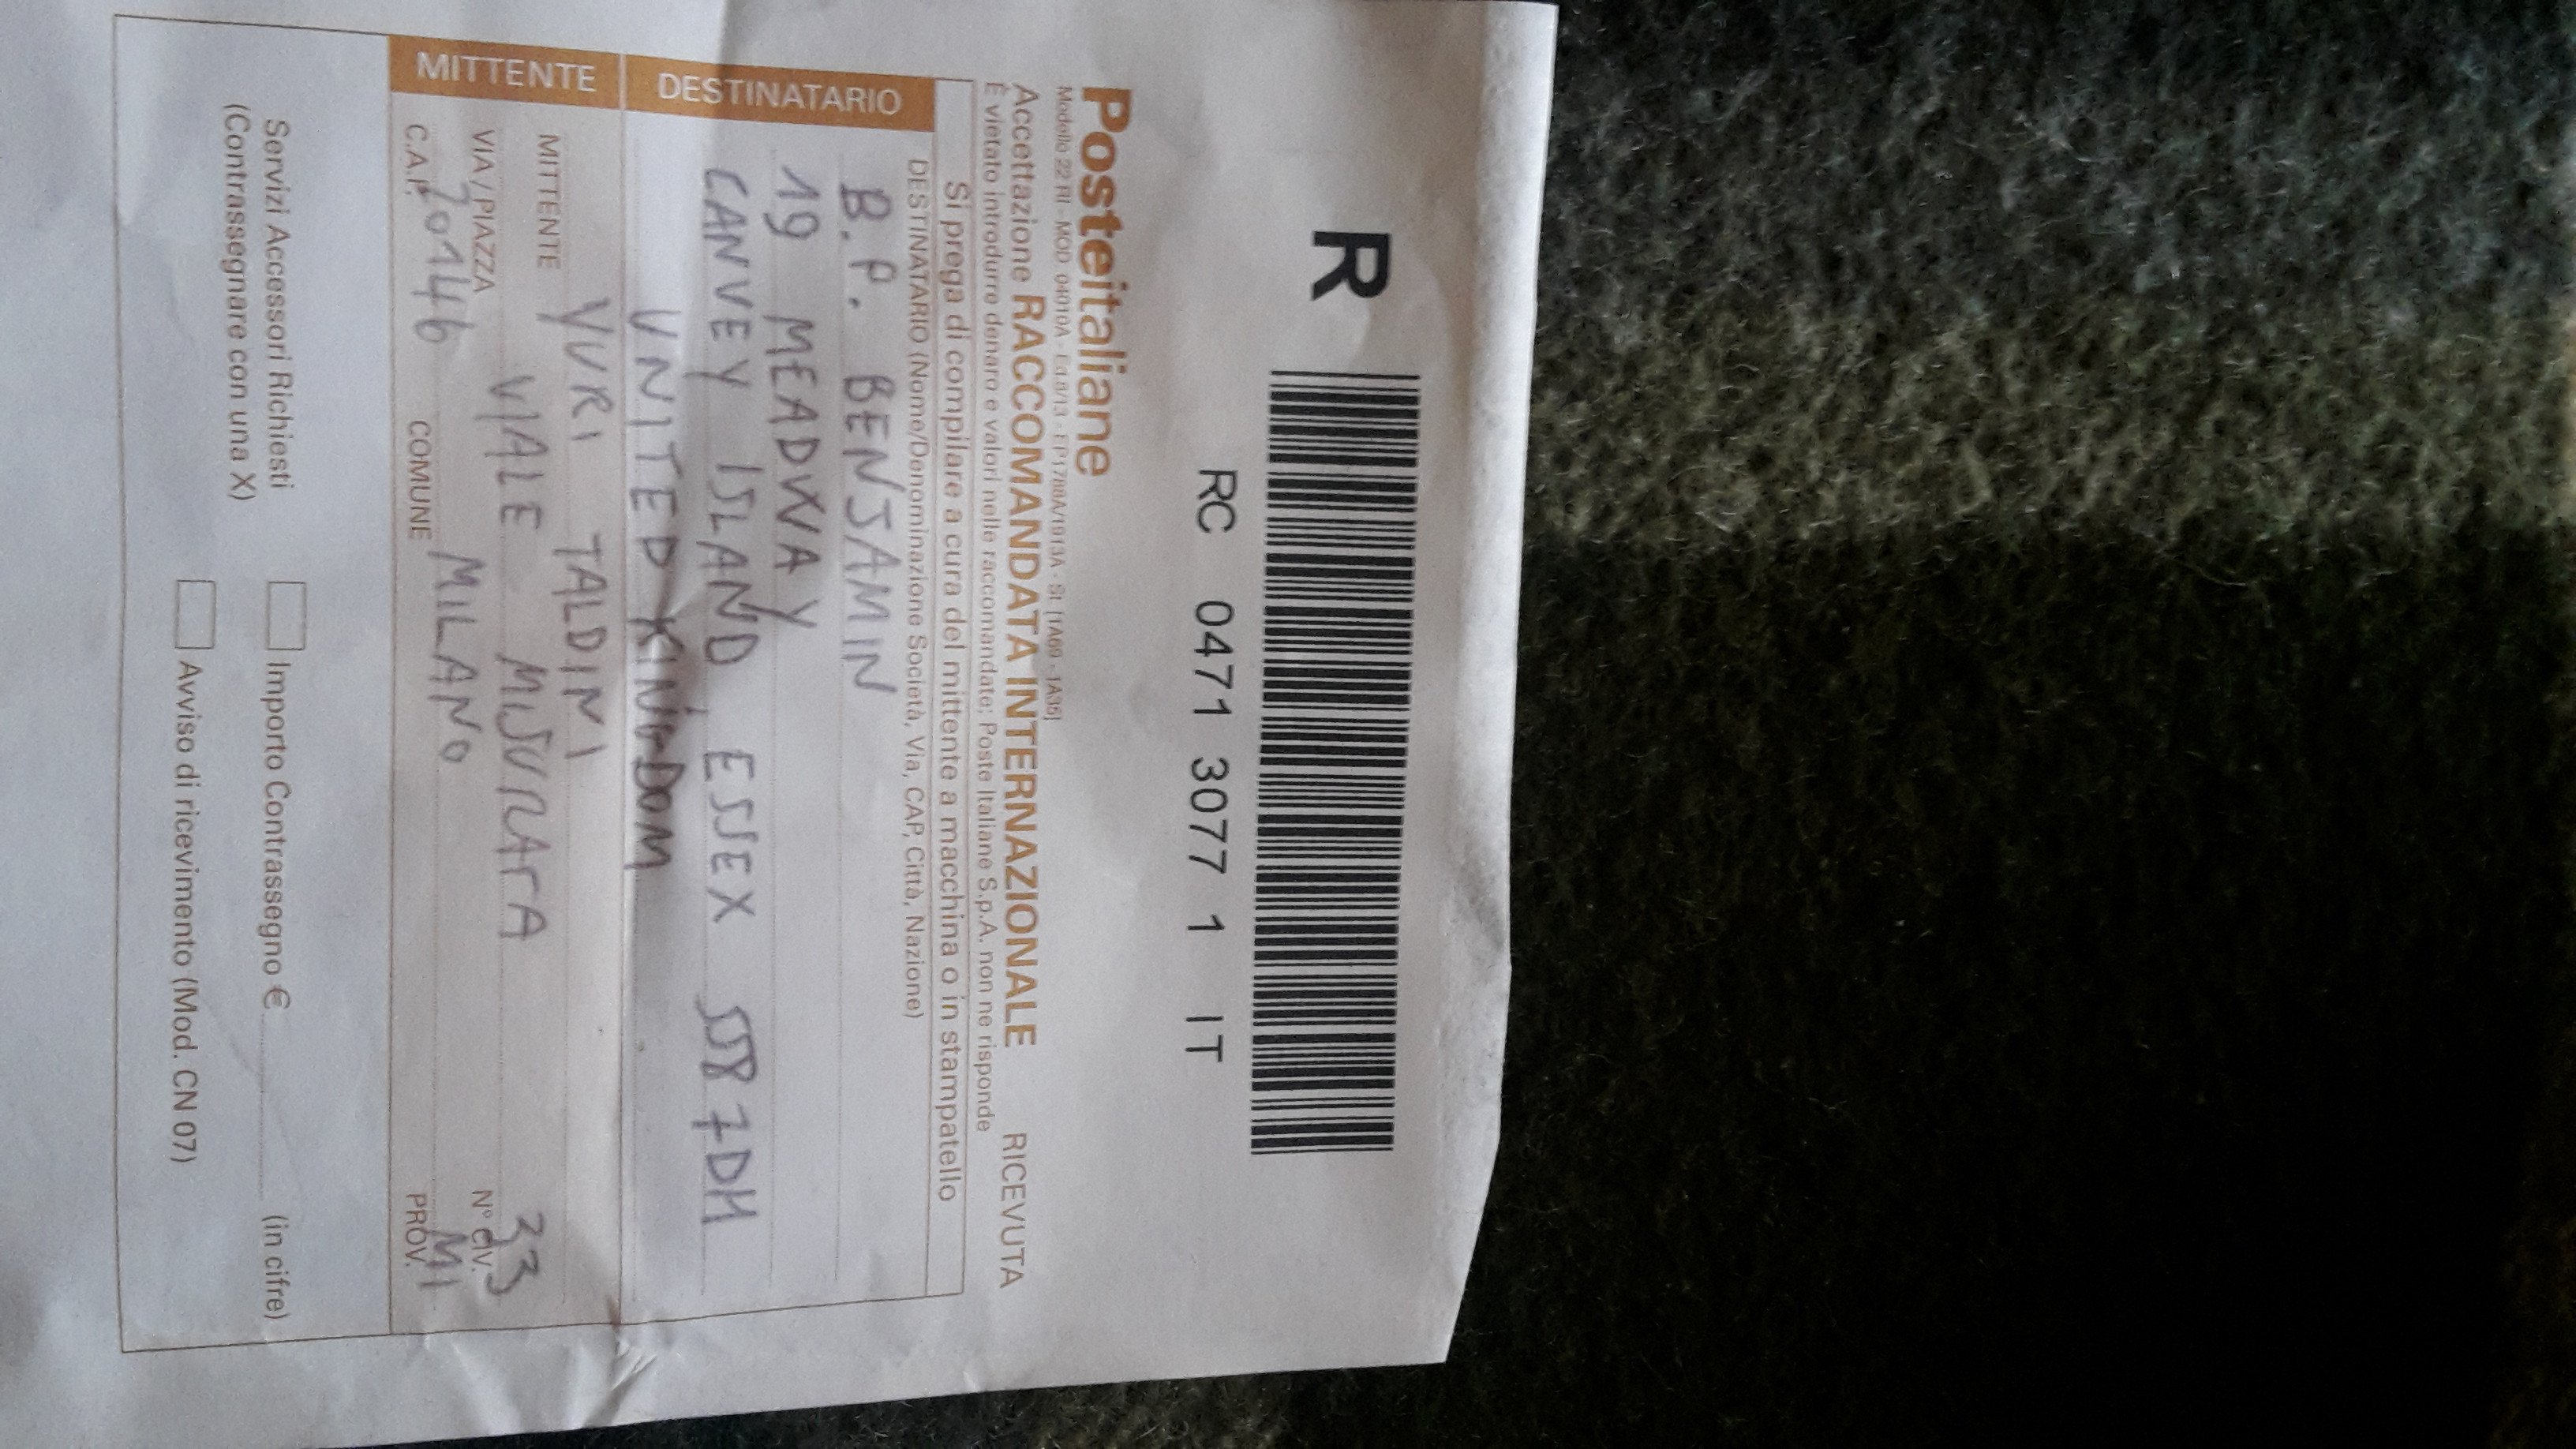 R
RC 0471 3077 1 IT
Posteitaliane
Modello 22 RI - MOD 04010A - Ed.8/13 - EP1788A/1913A - St. [1A69 - 1A35]
Accettazione RACCOMANDATA INTERNAZIONALE RICEVUTA
È vietato introdurre denaro e valori nelle raccomandate: Poste Italiane S.p.A. non ne risponde
Si prega di compilare a cura del mittente a macchina o in stampatello
DESTINATARIO
DESTINATARIO (Nome/Denominazione Società, Via, CAP, Città, Nazione)
B. P. BENJAMIN
19 MEADWAY
CANVEY ISLAND ESSEX SS8 7DH
UNITED KINGDOM
MITTENTE
MITTENTE YURI TALDINI
VIA / PIAZZA VIALE MISURATA N° CIV. 33
C.A.P. 20146 COMUNE MILANO PROV. MI
Servizi Accessori Richiesti Importo Contrassegno € (in cifre)
(Contrassegnare con una X) Avviso di ricevimento (Mod. CN 07)